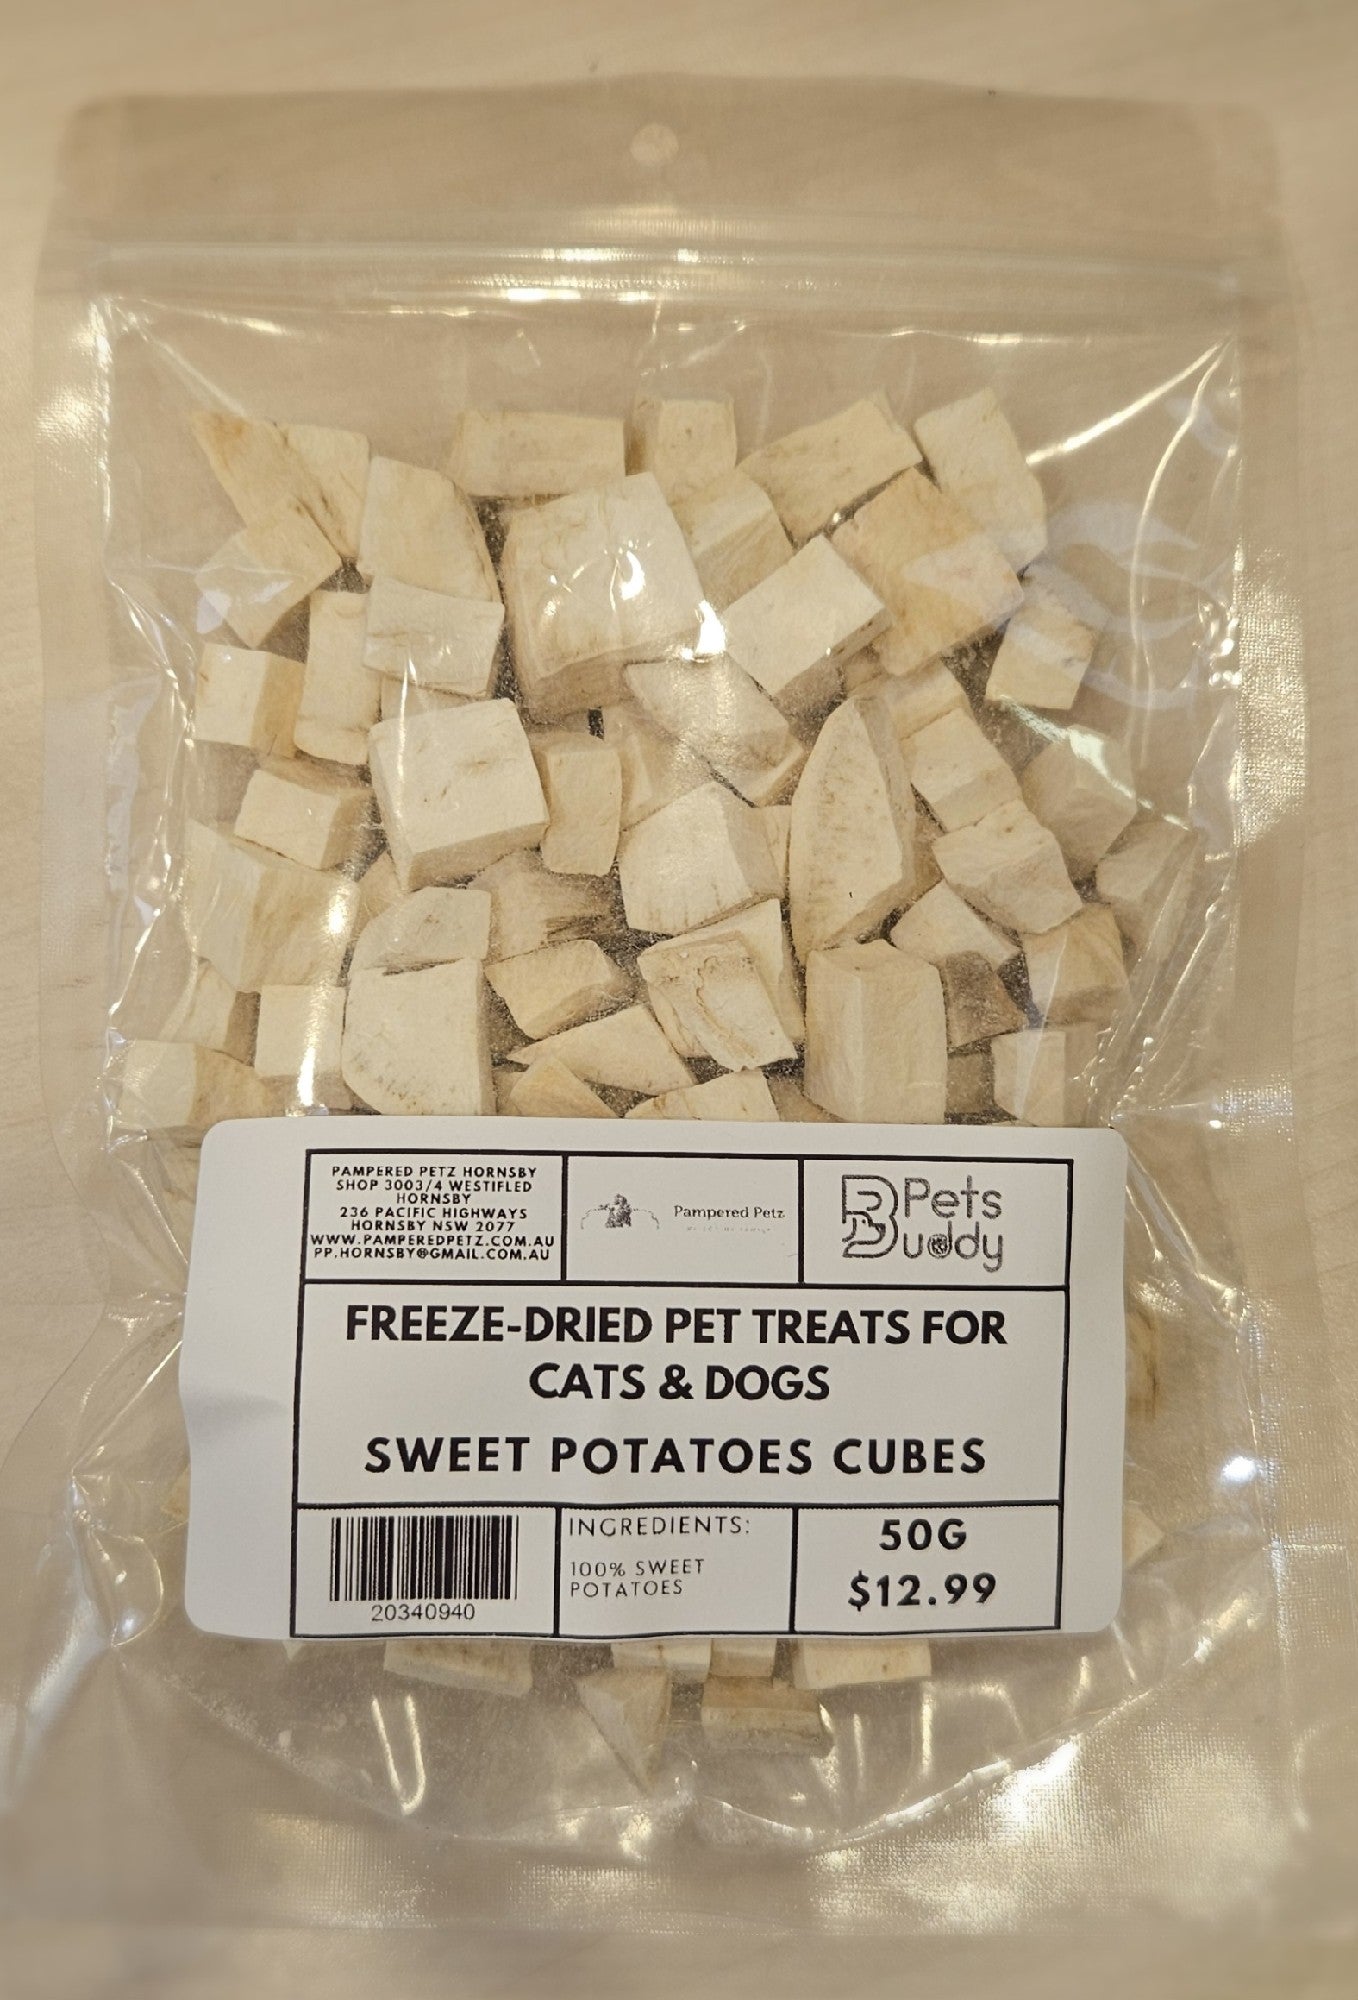 PAMPERED PETZ HORNSBY
SHOP 3003/4 WESTIFLED
HORNSBY
236 PACIFIC HIGHWAYS
HORNSBY NSW 2077
WWW.PAMPEREDPETZ.COM.AU
PP.HORNSBY@GMAIL.COM.AU
Pampered Petz
Pets
Buddy
FREEZE-DRIED PET TREATS FOR
CATS & DOGS
SWEET POTATOES CUBES
20340940
INGREDIENTS:
100% SWEET
POTATOES
50G
$12.99